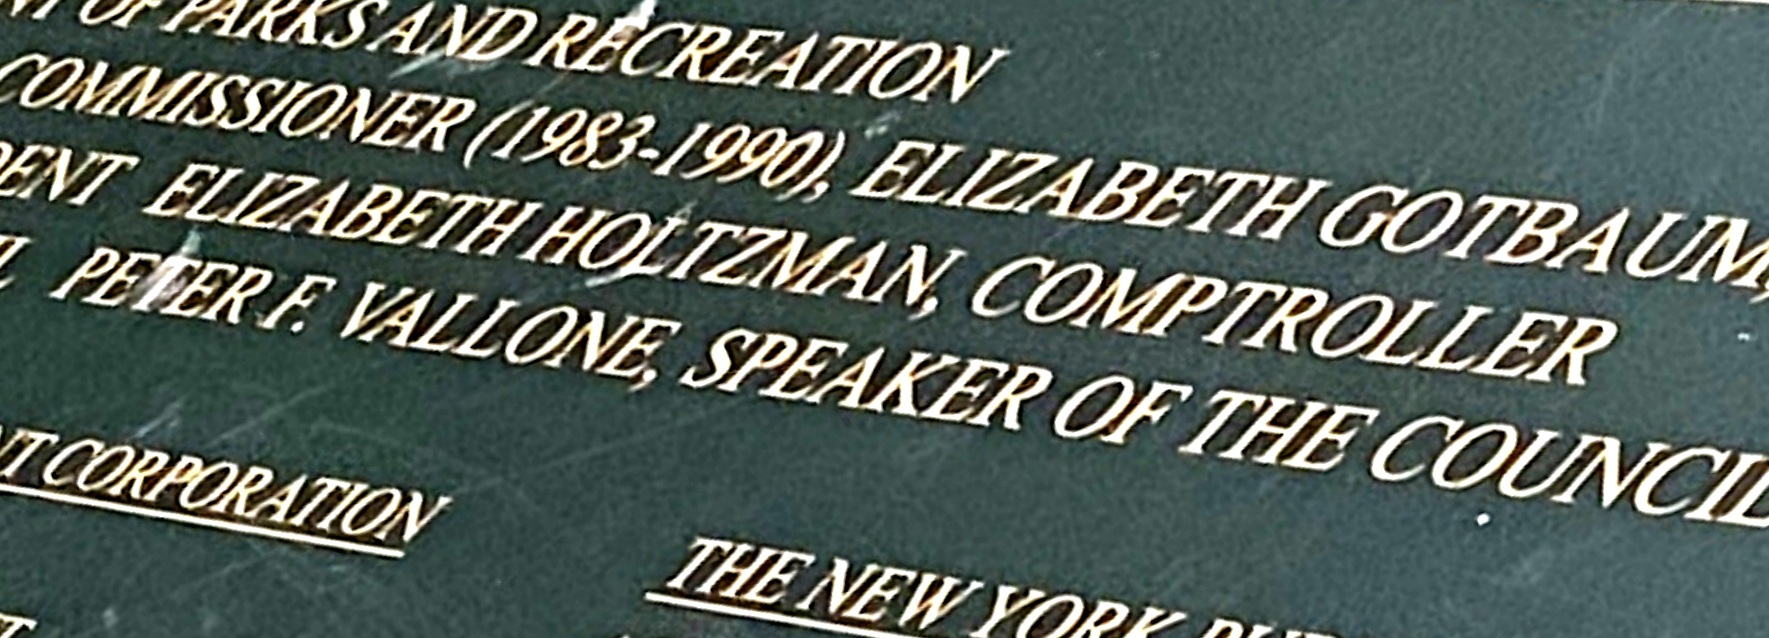 OF PARKS AND RECREATION
COMMISSIONER (1983-1990), ELIZABETH GOTBAUM,
ELIZABETH HOLTZMAN, COMPTROLLER
PETER F. VALLONE, SPEAKER OF THE COUNCIL
CORPORATION
THE NEW YORK